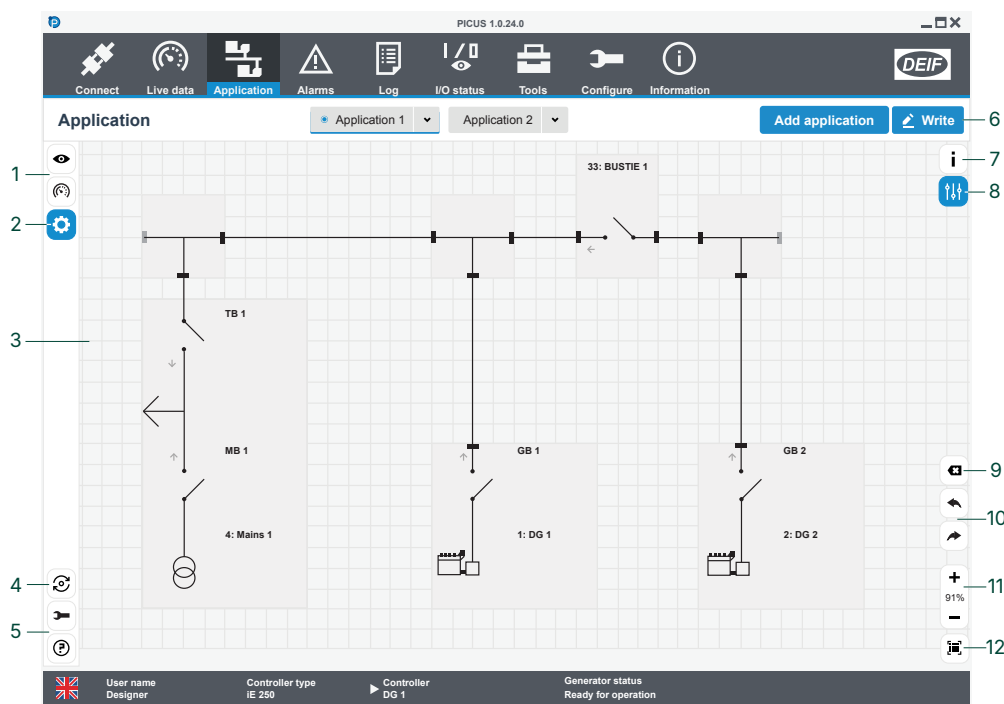 PICUS 1.0.24.0
Connect
Live data
Application
Alarms
Log
I/O status
Tools
Configure
Information
DEIF
Application
Application 1
Application 2
Add application
Write
6
1
7
8
2
33: BUSTIE 1
3
TB 1
MB 1
GB 1
GB 2
9
10
4: Mains 1
1: DG 1
2: DG 2
4
11
91%
5
12
User name
Designer
Controller type
iE 250
Controller
DG 1
Generator status
Ready for operation